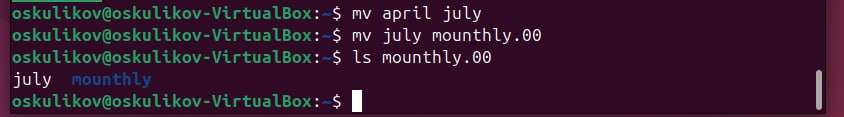 oskulikov@oskulikov-VirtualBox:~$ mv april july
oskulikov@oskulikov-VirtualBox:~$ mv july mounthly.00
oskulikov@oskulikov-VirtualBox:~$ ls mounthly.00
july  mounthly
oskulikov@oskulikov-VirtualBox:~$